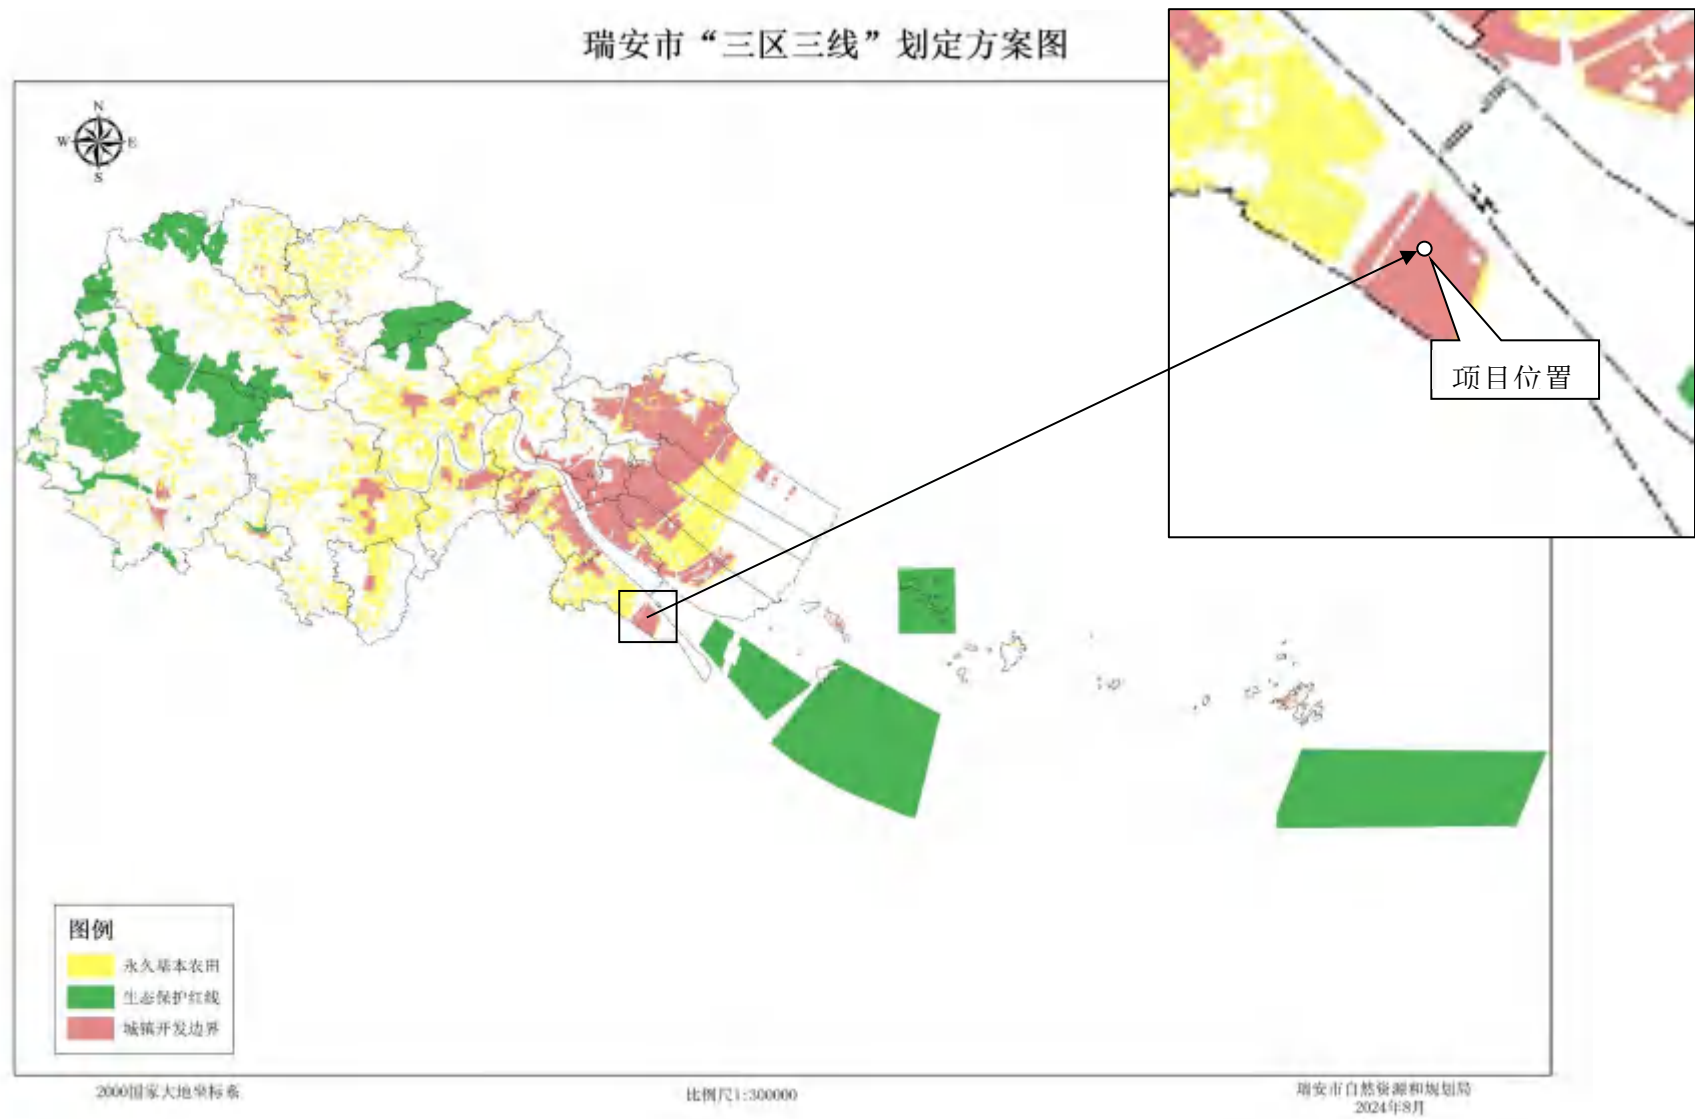 瑞安市“三区三线”划定方案图
N
W
E
S
项目位置
图例
永久基本农田
生态保护红线
城镇开发边界
2000国家大地坐标系
比例尺1:300000
瑞安市自然资源和规划局
2024年8月